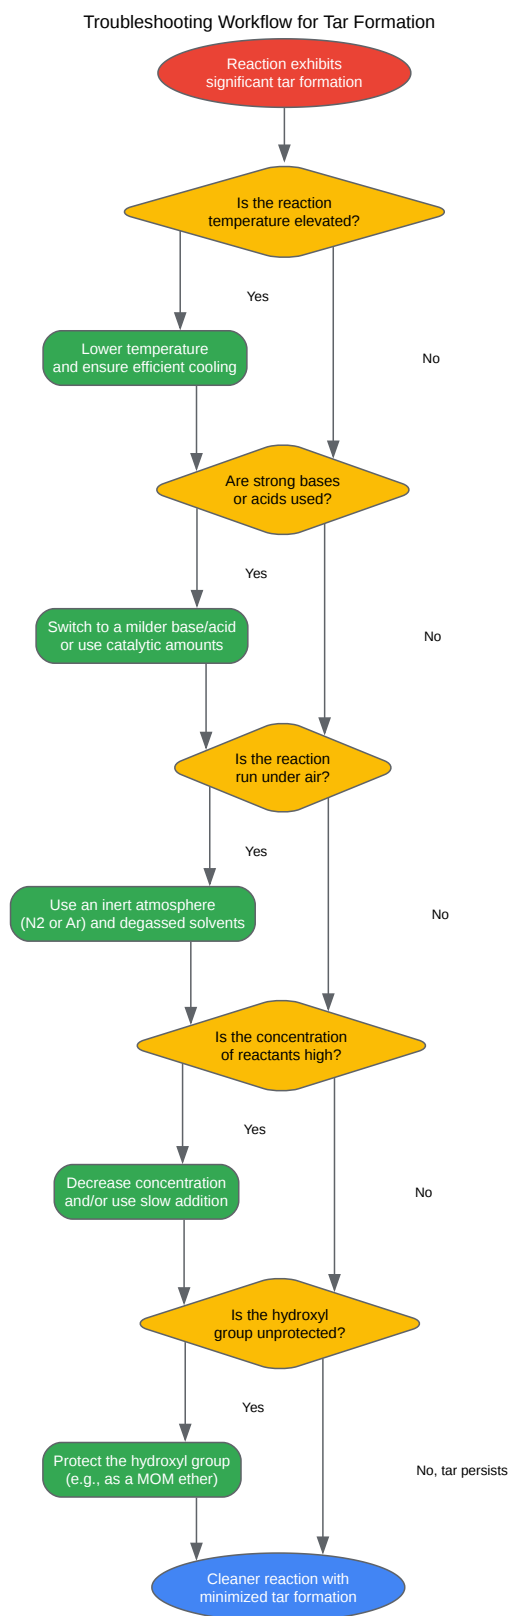 Troubleshooting Workflow for Tar Formation
Reaction exhibits
significant tar formation
Is the reaction
temperature elevated?
Yes
Lower temperature
and ensure efficient cooling
No
Are strong bases
or acids used?
Yes
Switch to a milder base/acid
or use catalytic amounts
No
Is the reaction
run under air?
Yes
Use an inert atmosphere
(N2 or Ar) and degassed solvents
No
Is the concentration
of reactants high?
Yes
Decrease concentration
and/or use slow addition
No
Is the hydroxyl
group unprotected?
Yes
Protect the hydroxyl group
(e.g., as a MOM ether)
No, tar persists
Cleaner reaction with
minimized tar formation